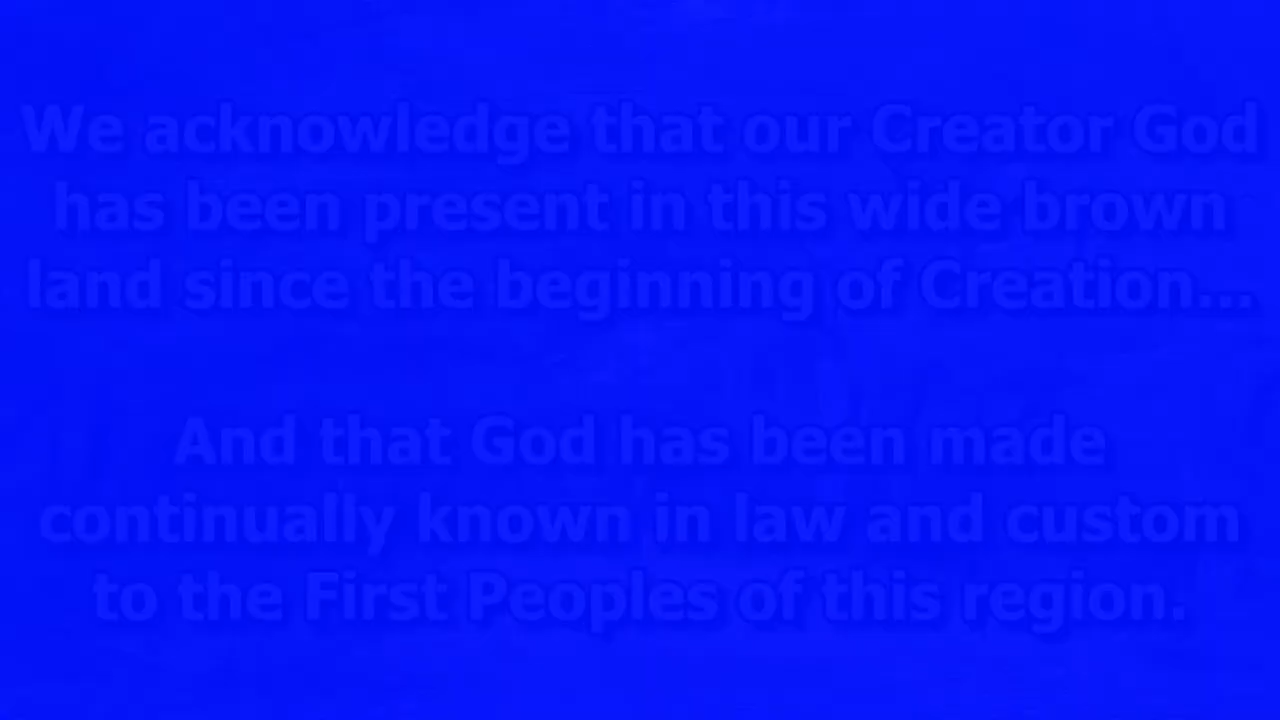 We acknowledge that our Creator God
has been present in this wide brown
land since the beginning of Creation...
And that God has been made
continually known in law and custom
to the First Peoples of this region.